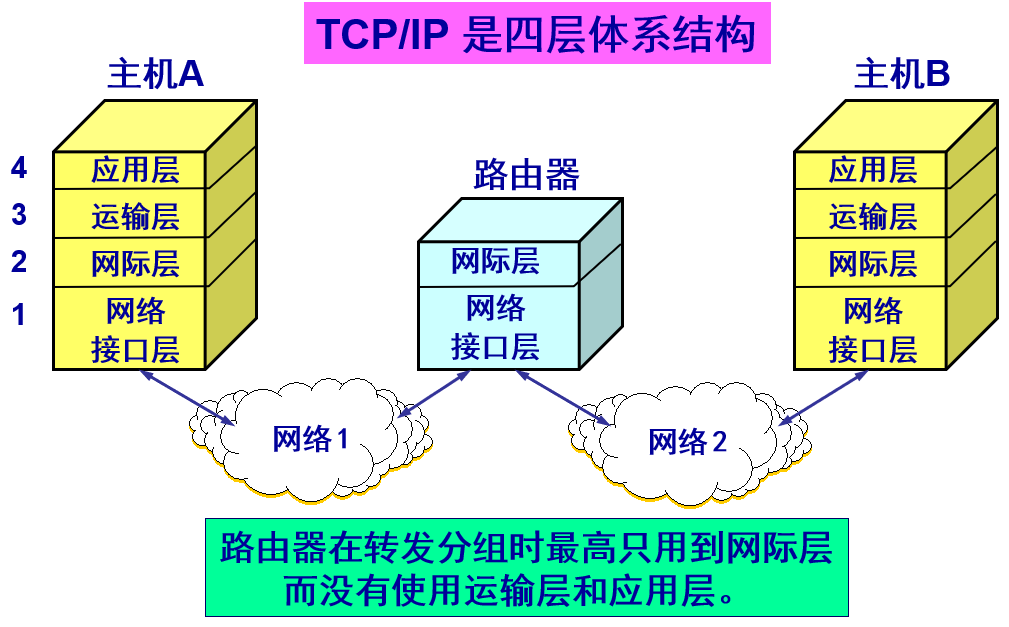 TCP/IP 是四层体系结构
主机A
主机B
路由器
4
应用层
3
运输层
2
网际层
1
网络
接口层
网际层
网络
接口层
应用层
运输层
网际层
网络
接口层
网络1
网络2
路由器在转发分组时最高只用到网际层
而没有使用运输层和应用层。